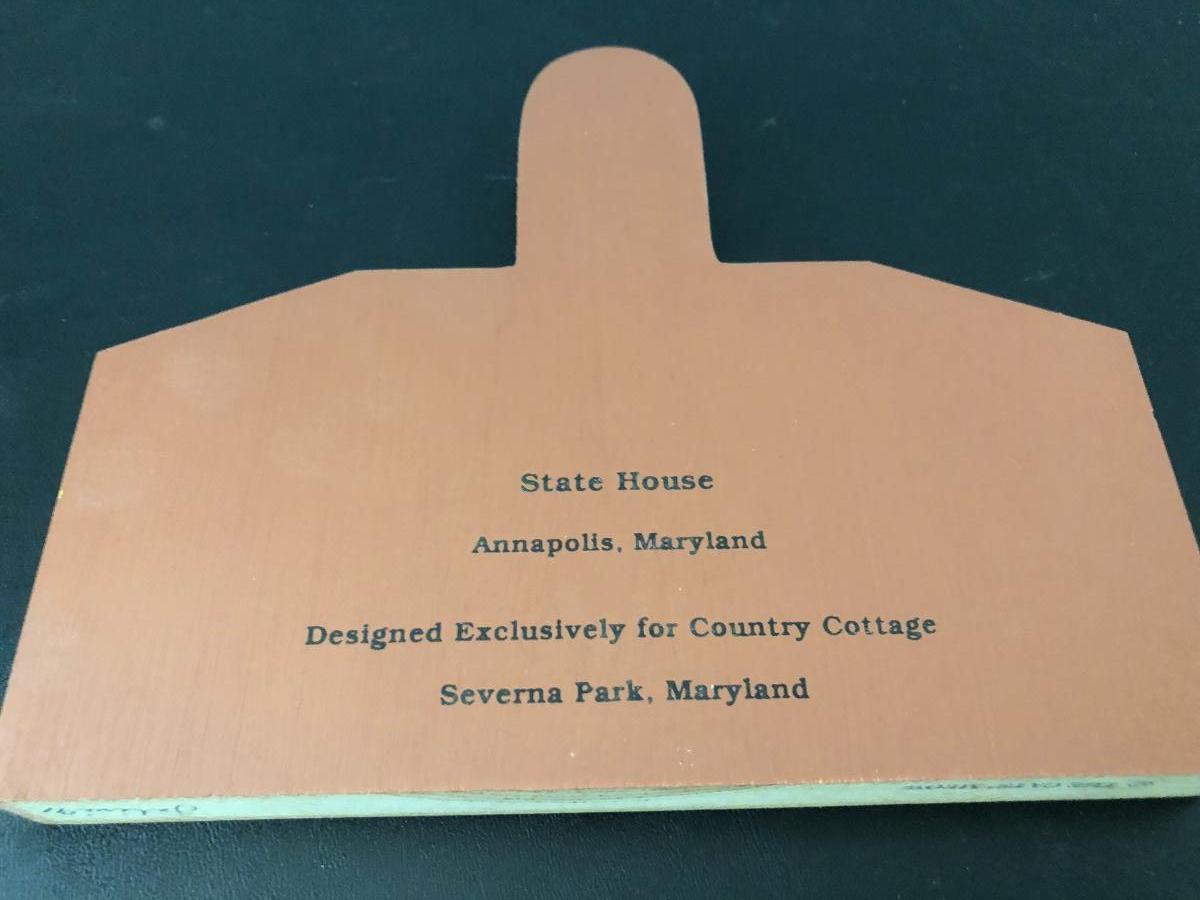 State House
Annapolis, Maryland
Designed Exclusively for Country Cottage
Severna Park, Maryland